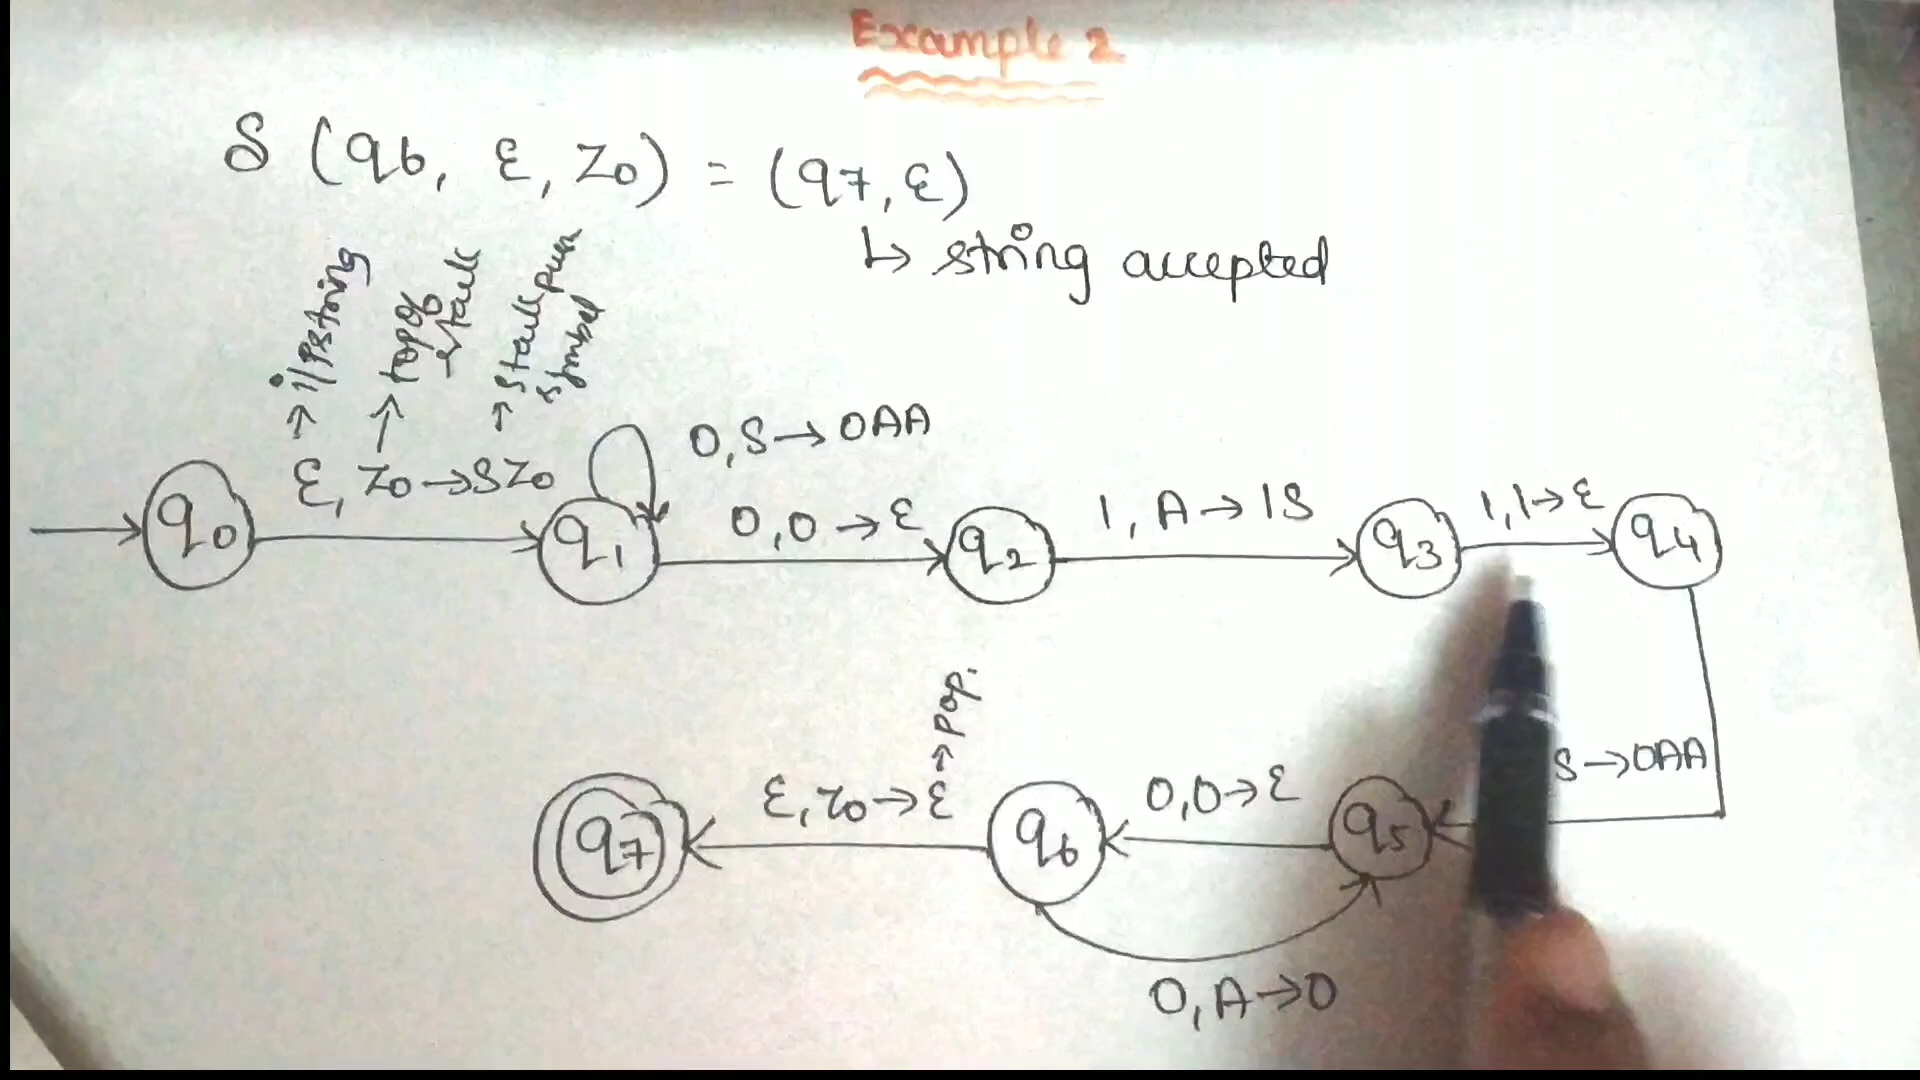 Example 2
δ (q6, ε, Z0) = (q7, ε)
↳ string accepted
→ i/p string
→ top of stack
→ stack push symbol
ε, Z0 → SZ0
0, S → 0AA
0, 0 → ε
1, A → 1S
1, 1 → ε
q0
q1
q2
q3
q4
→ pop.
S → 0AA
ε, Z0 → ε
0, 0 → ε
q7
q6
q5
0, A → 0